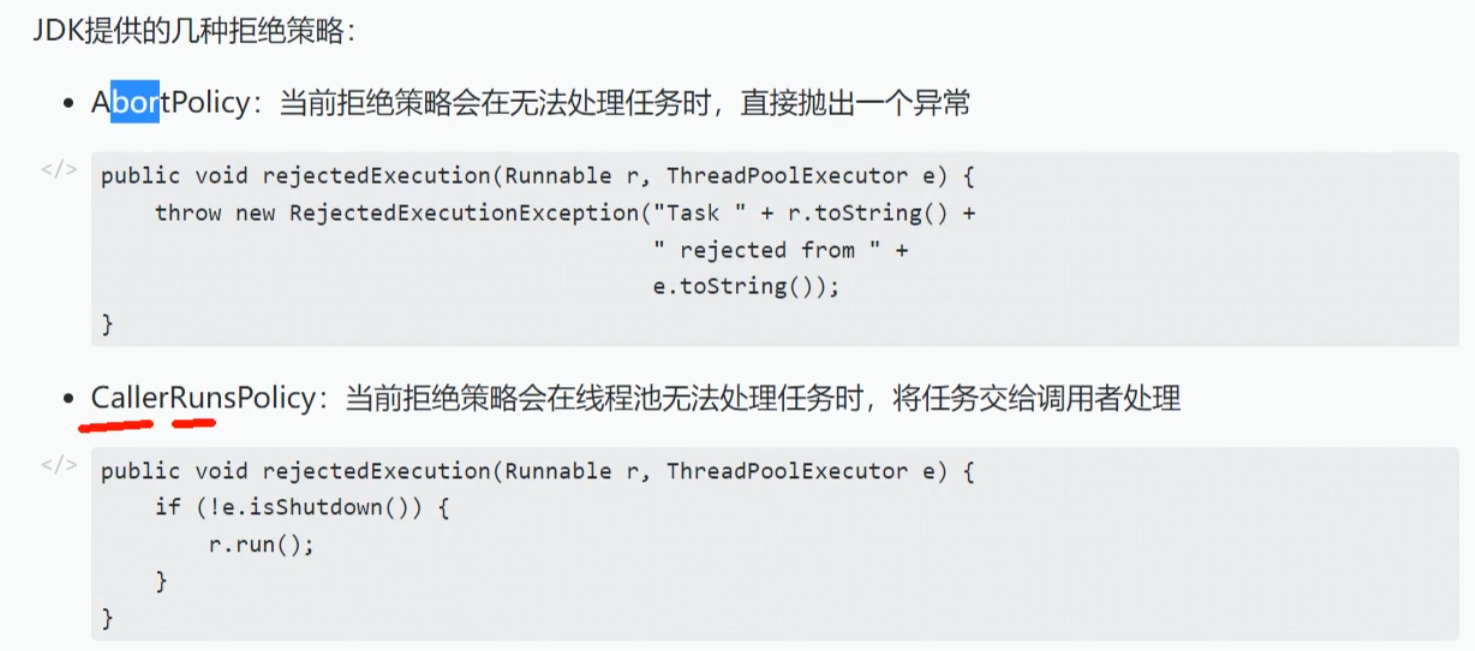 JDK提供的几种拒绝策略：
• AbortPolicy：当前拒绝策略会在无法处理任务时，直接抛出一个异常
</> public void rejectedExecution(Runnable r, ThreadPoolExecutor e) {
    throw new RejectedExecutionException("Task " + r.toString() +
                                         " rejected from " +
                                         e.toString());
}
• CallerRunsPolicy：当前拒绝策略会在线程池无法处理任务时，将任务交给调用者处理
</> public void rejectedExecution(Runnable r, ThreadPoolExecutor e) {
    if (!e.isShutdown()) {
        r.run();
    }
}